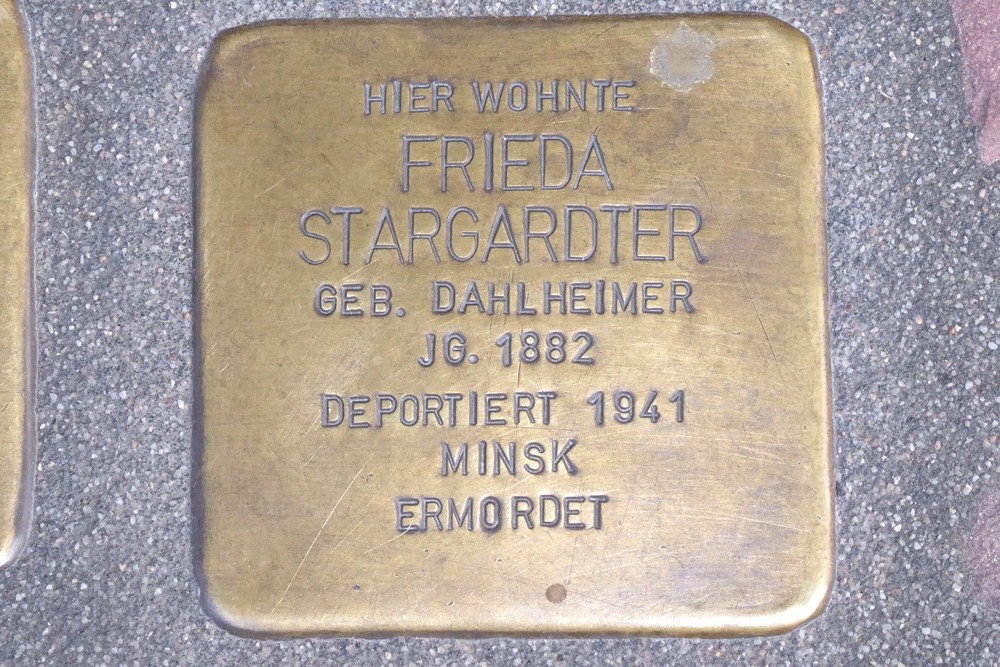 HIER WOHNTE
FRIEDA
STARGARDTER
GEB. DAHLHEIMER
JG. 1882
DEPORTIERT 1941
MINSK
ERMORDET